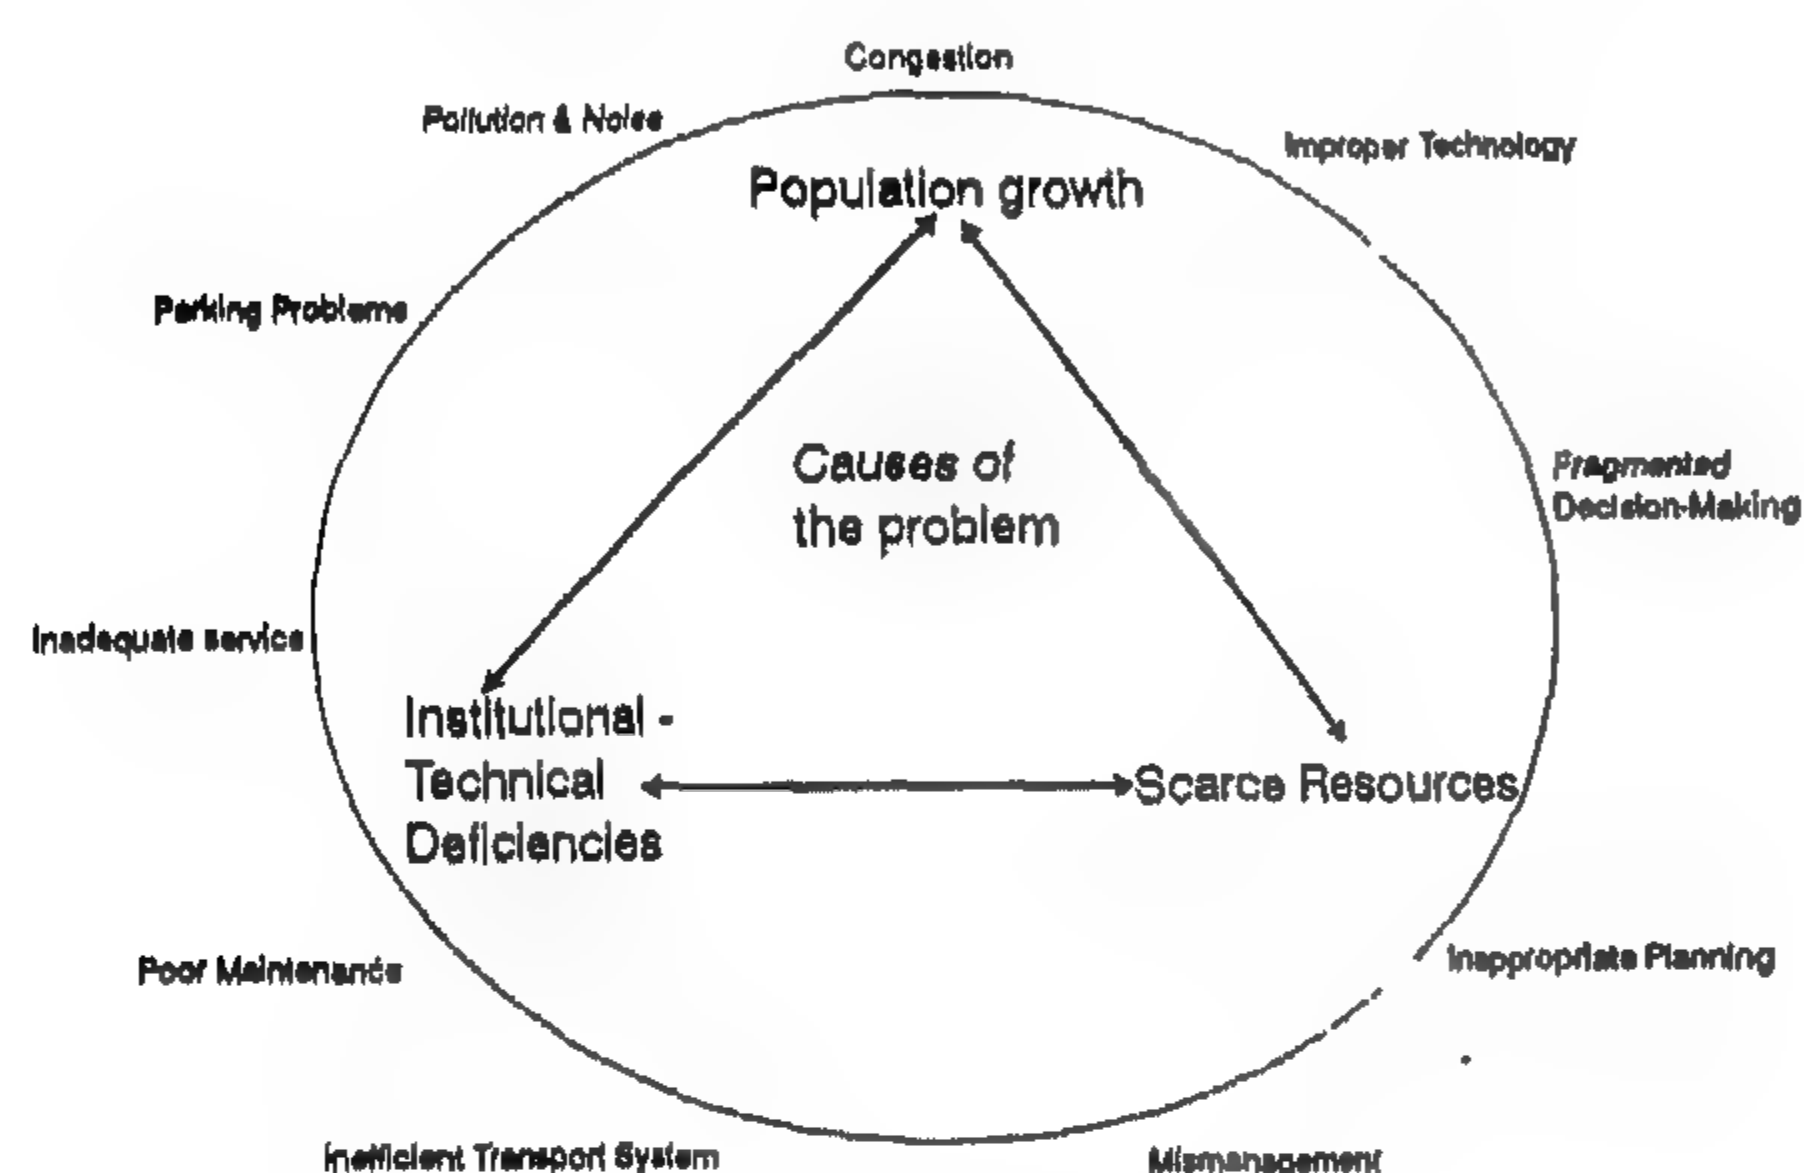 Congestion
Pollution & Noise
Improper Technology
Population growth
Parking Problems
Causes of
the problem
Fragmented
Decision-Making
Inadequate service
Institutional -
Technical
Deficiencies
Scarce Resources
Poor Maintenance
Inappropriate Planning
Inefficient Transport System
Mismanagement